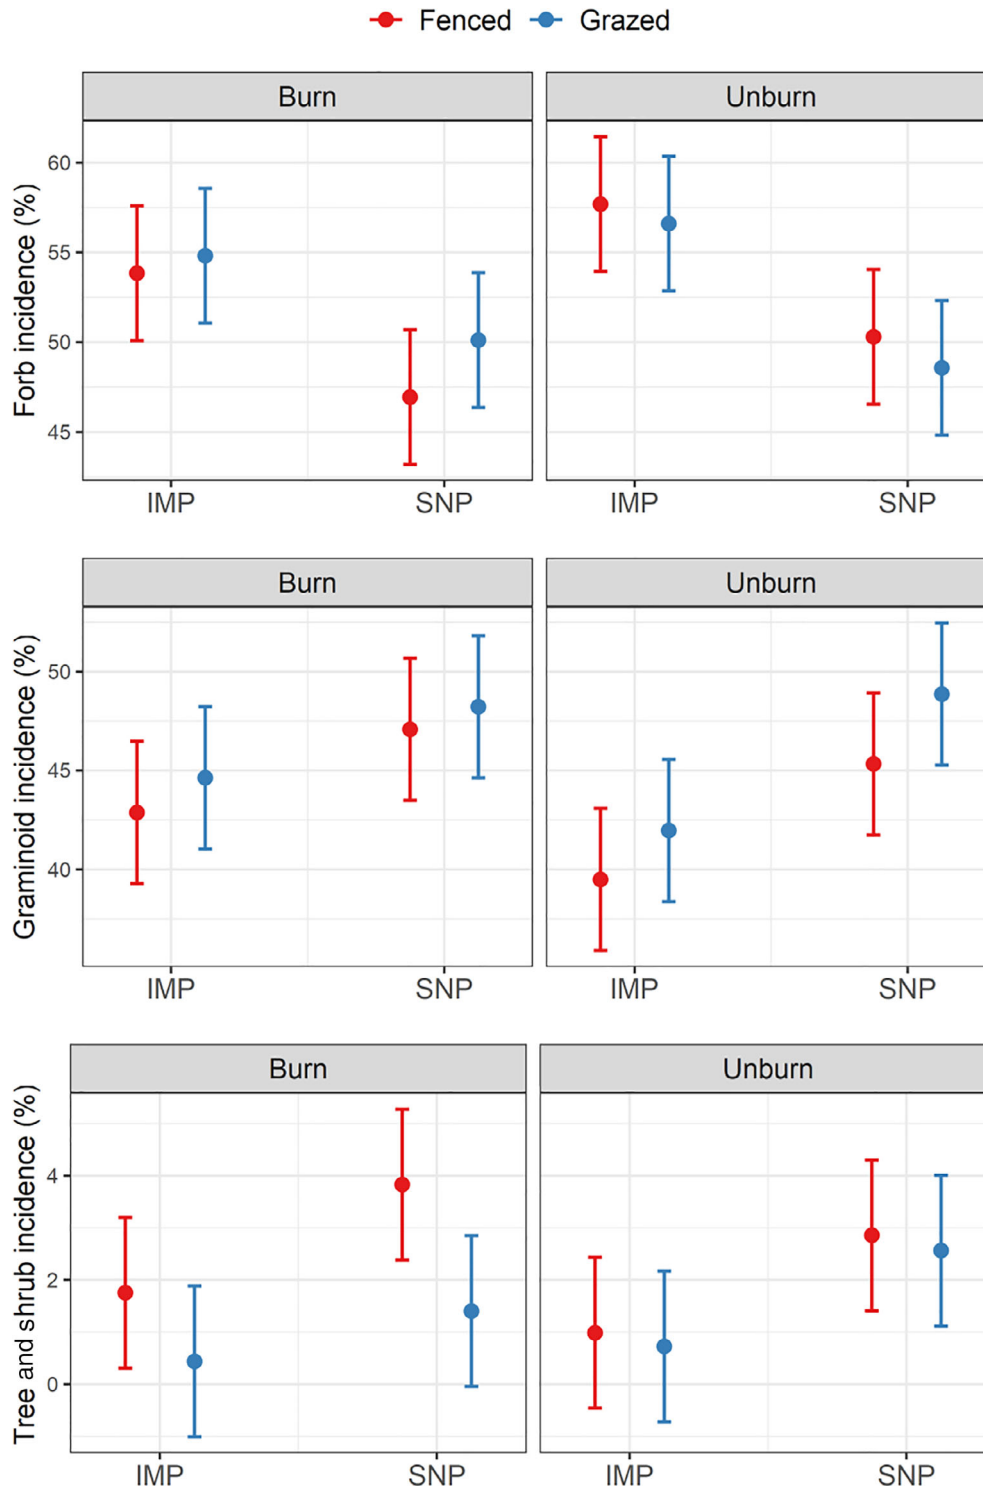 Fenced Grazed
Burn Unburn
Forb incidence (%)
60
55
50
45
IMP SNP IMP SNP
Burn Unburn
Graminoid incidence (%)
50
45
40
IMP SNP IMP SNP
Burn Unburn
Tree and shrub incidence (%)
4
2
0
IMP SNP IMP SNP